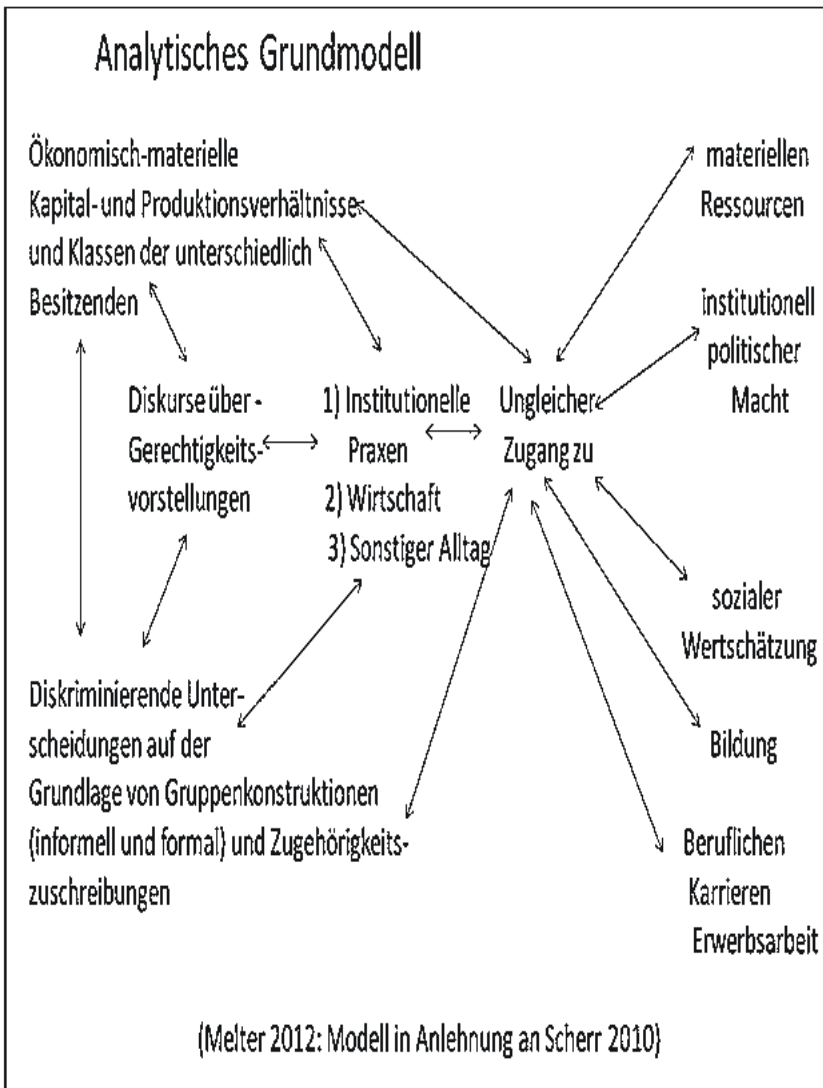 Analytisches Grundmodell
Ökonomisch-materielle
Kapital- und Produktionsverhältnisse
und Klassen der unterschiedlich
Besitzenden
Diskurse über -
Gerechtigkeits-
vorstellungen
1) Institutionelle
Praxen
2) Wirtschaft
3) Sonstiger Alltag
Ungleicher
Zugang zu
materiellen
Ressourcen
institutionell
politischer
Macht
sozialer
Wertschätzung
Bildung
Beruflichen
Karrieren
Erwerbsarbeit
Diskriminierende Unter-
scheidungen auf der
Grundlage von Gruppenkonstruktionen
(informell und formal) und Zugehörigkeits-
zuschreibungen
(Melter 2012: Modell in Anlehnung an Scherr 2010)